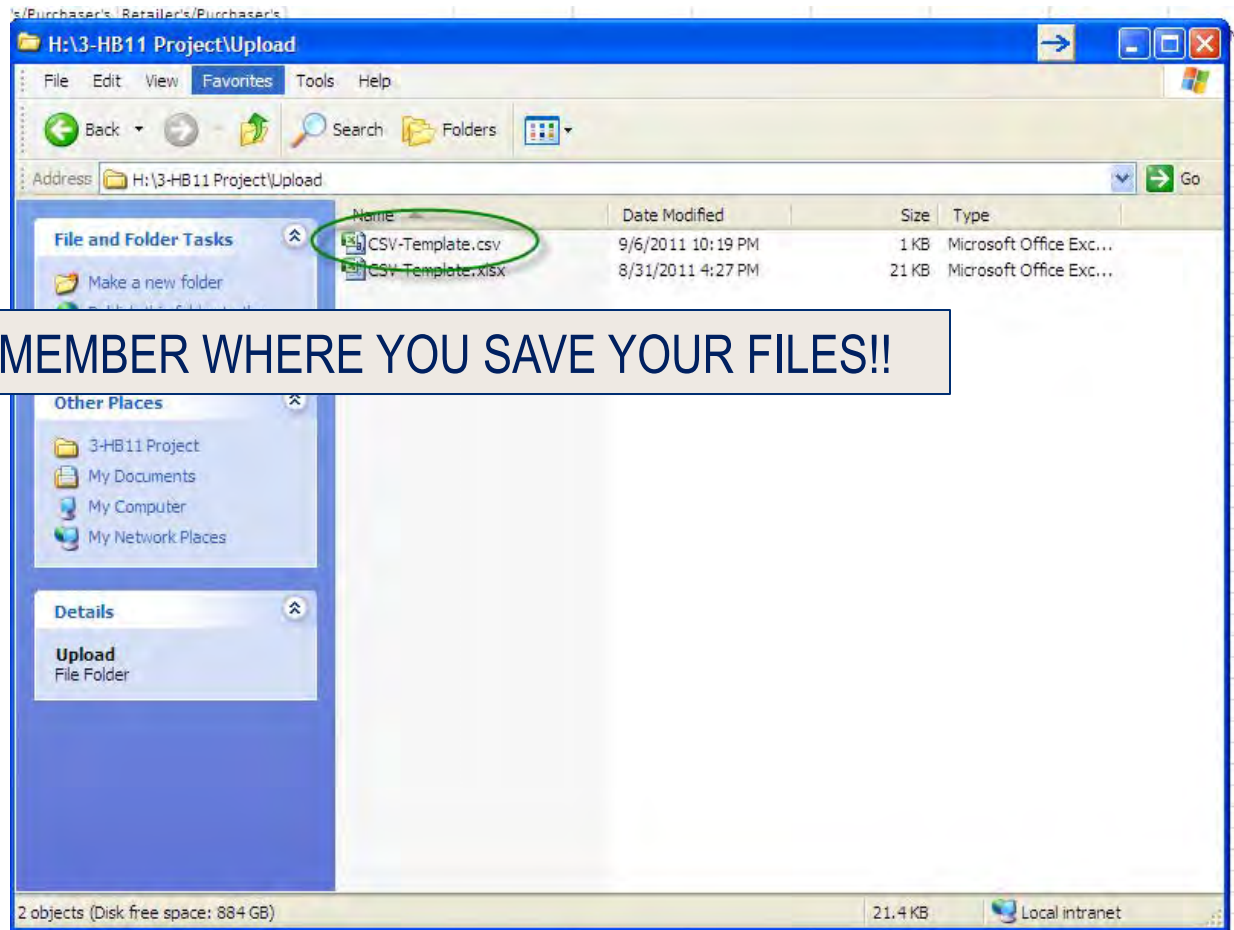 's/Purchaser's Retailer's/Purchaser's
H:\3-HB11 Project\Upload
File Edit View Favorites Tools Help
Back Search Folders
Address H:\3-HB11 Project\Upload Go
Name Date Modified Size Type
File and Folder Tasks
CSV-Template.csv 9/6/2011 10:19 PM 1 KB Microsoft Office Exc...
CSV-Template.xlsx 8/31/2011 4:27 PM 21 KB Microsoft Office Exc...
Make a new folder
MEMBER WHERE YOU SAVE YOUR FILES!!
Other Places
3-HB11 Project
My Documents
My Computer
My Network Places
Details
Upload
File Folder
2 objects (Disk free space: 884 GB) 21.4 KB Local intranet